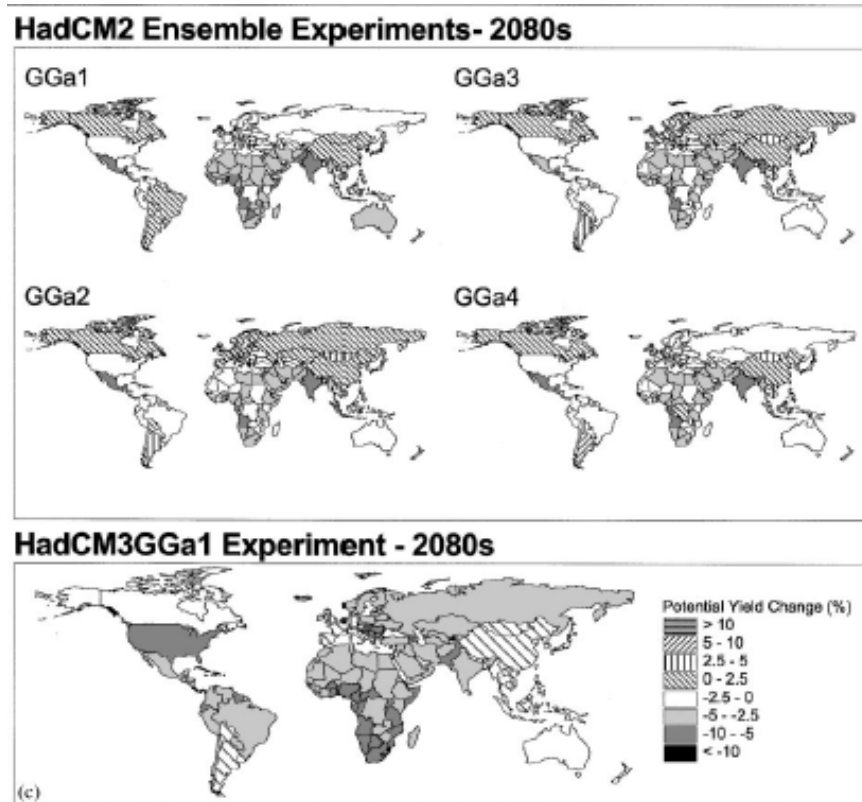 HadCM2 Ensemble Experiments- 2080s
GGa1
GGa3
GGa2
GGa4
HadCM3GGa1 Experiment - 2080s
Potential Yield Change (%)
> 10
5 - 10
2.5 - 5
0 - 2.5
-2.5 - 0
-5 - -2.5
-10 - -5
< -10
(c)